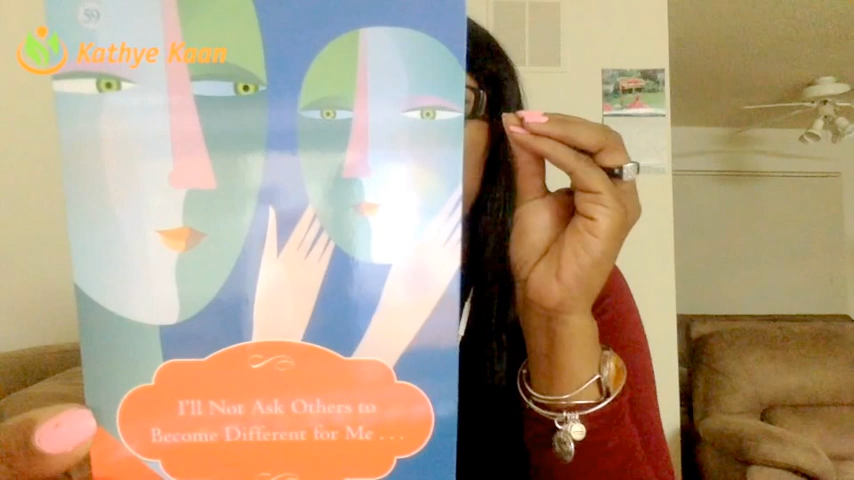 59
Kathye Kaan
I'll Not Ask Others to
Become Different for Me . . .